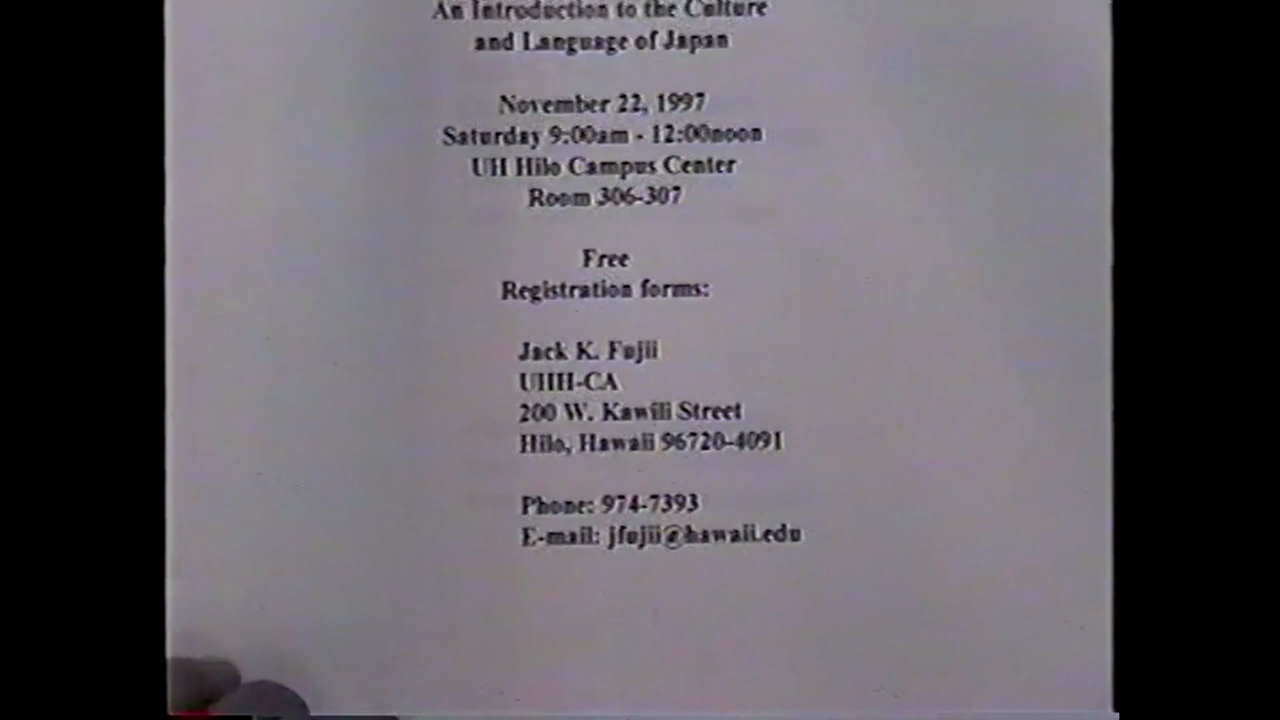 An Introduction to the Culture
and Language of Japan
November 22, 1997
Saturday 9:00am - 12:00noon
UH Hilo Campus Center
Room 306-307
Free
Registration forms:
Jack K. Fujii
UHH-CA
200 W. Kawili Street
Hilo, Hawaii 96720-4091
Phone: 974-7393
E-mail: jfujii@hawaii.edu